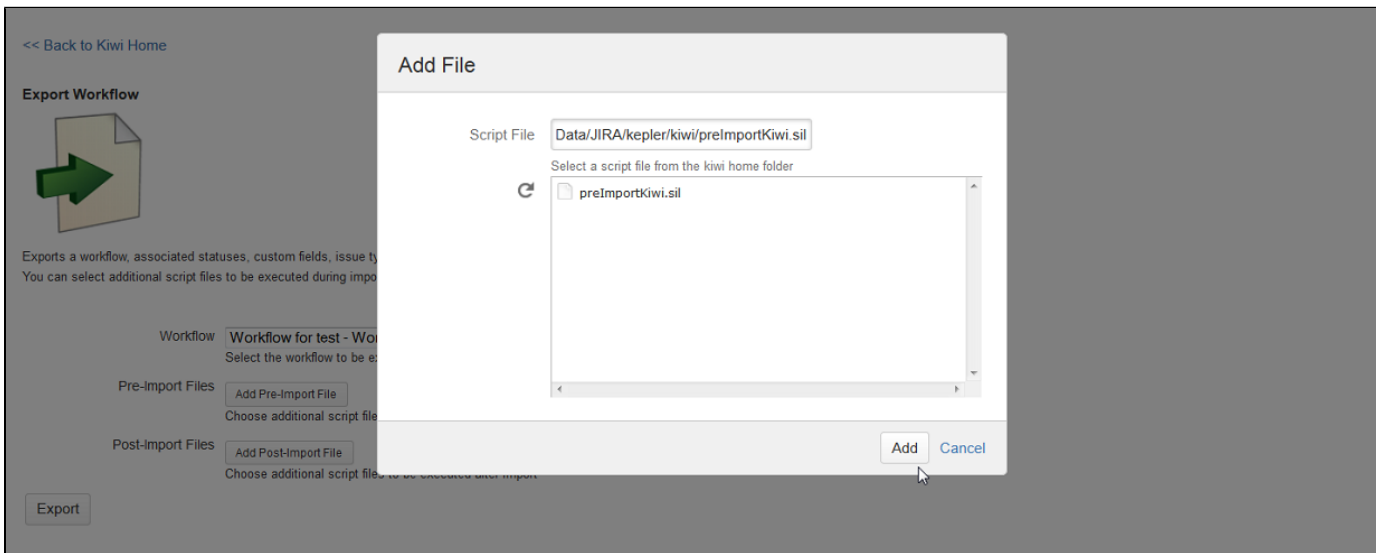 << Back to Kiwi Home
Export Workflow
Exports a workflow, associated statuses, custom fields, issue ty
You can select additional script files to be executed during impo
Workflow Workflow for test - Wor
Select the workflow to be e
Pre-Import Files Add Pre-Import File
Choose additional script file
Post-Import Files Add Post-Import File
Choose additional script files to be executed after import
Export
Add File
Script File Data/JIRA/kepler/kiwi/preImportKiwi.sil
Select a script file from the kiwi home folder
preImportKiwi.sil
Add Cancel